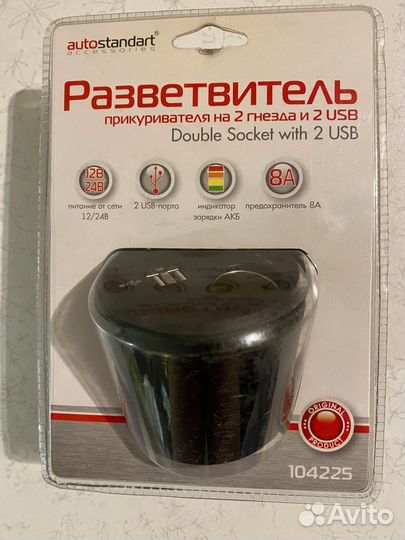 autostandart®
accessories
Разветвитель
прикуривателя на 2 гнезда и 2 USB
Double Socket with 2 USB
12В
24В
8А
питание от сети
12/24В
2 USB-порта
индикатор
зарядки АКБ
предохранитель 8А
ORIGINAL
PRODUCT
104225
Avito